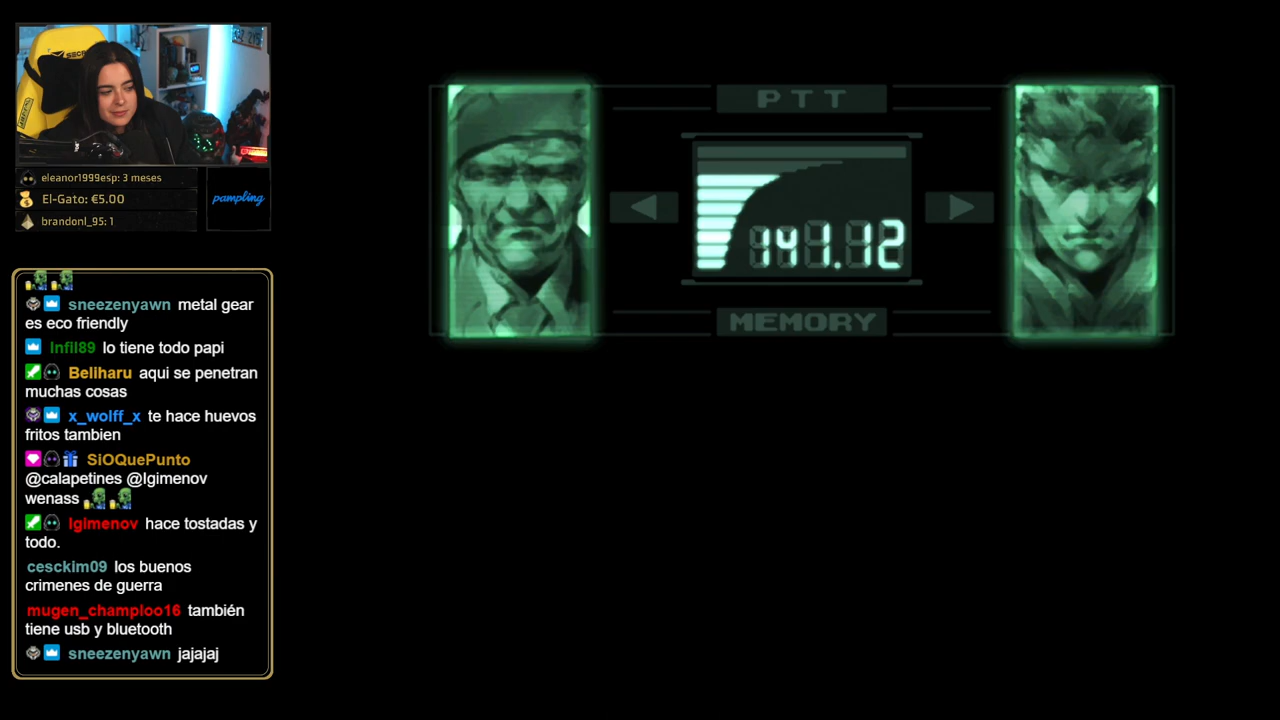 eleanor1999esp: 3 meses
El-Gato: €5.00
brandonl_95: 1
pampling
sneezenyawn metal gear
es eco friendly
Infil89 lo tiene todo papi
Beliharu aqui se penetran
muchas cosas
x_wolff_x te hace huevos
fritos tambien
SiOQuePunto
@calapetines @Igimenov
wenass
Igimenov hace tostadas y
todo.
cesckim09 los buenos
crimenes de guerra
mugen_champloo16 también
tiene usb y bluetooth
sneezenyawn jajajaj
PTT
141.12
MEMORY